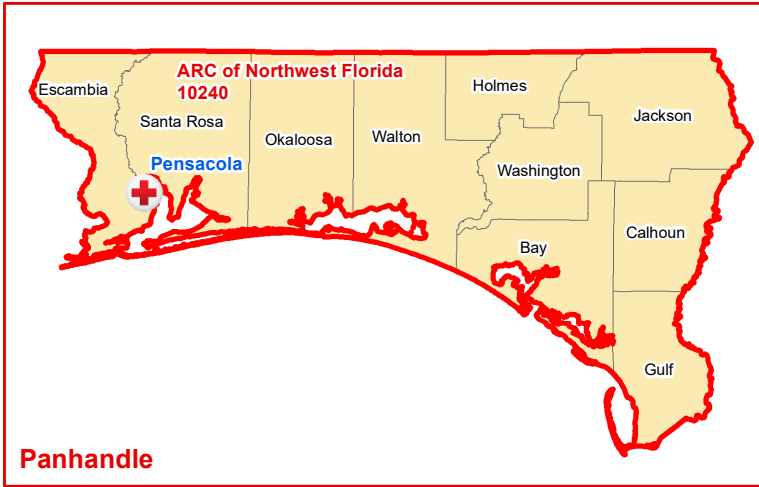 ARC of Northwest Florida
10240
Escambia
Santa Rosa
Okaloosa
Walton
Holmes
Jackson
Washington
Pensacola
Calhoun
Bay
Gulf
Panhandle